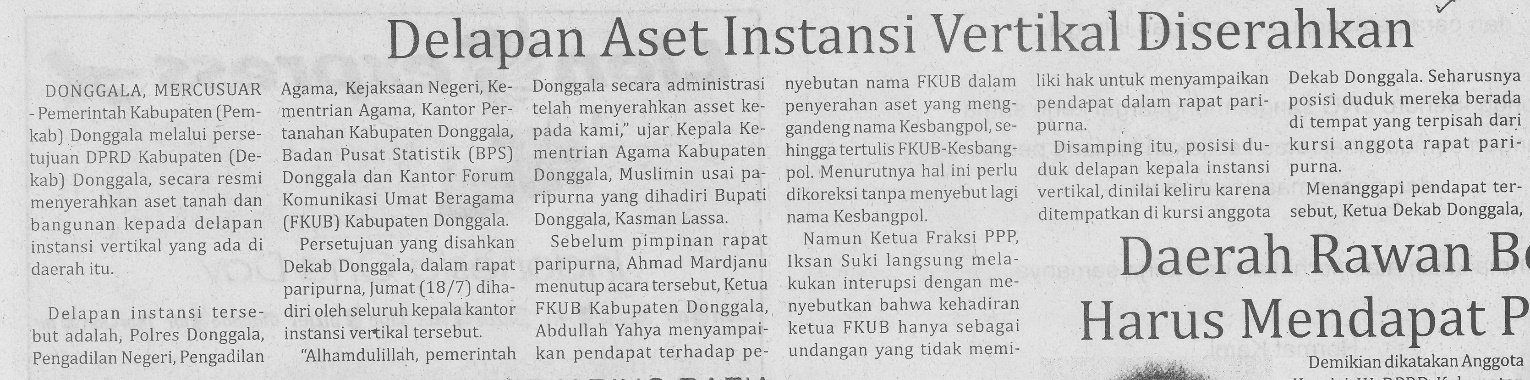 Delapan Aset Instansi Vertikal Diserahkan
DONGGALA, MERCUSUAR
- Pemerintah Kabupaten (Pem-
kab) Donggala melalui perse-
tujuan DPRD Kabupaten (De-
kab) Donggala, secara resmi
menyerahkan aset tanah dan
bangunan kepada delapan
instansi vertikal yang ada di
daerah itu.
Delapan instansi terse-
but adalah, Polres Donggala,
Pengadilan Negeri, Pengadilan
Agama, Kejaksaan Negeri, Ke-
mentrian Agama, Kantor Per-
tanahan Kabupaten Donggala,
Badan Pusat Statistik (BPS)
Donggala dan Kantor Forum
Komunikasi Umat Beragama
(FKUB) Kabupaten Donggala.
Persetujuan yang disahkan
Dekab Donggala, dalam rapat
paripurna, Jumat (18/7) diha-
diri oleh seluruh kepala kantor
instansi vertikal tersebut.
"Alhamdulillah, pemerintah
Donggala secara administrasi
telah menyerahkan asset ke-
pada kami," ujar Kepala Ke-
mentrian Agama Kabupaten
Donggala, Muslimin usai pa-
ripurna yang dihadiri Bupati
Donggala, Kasman Lassa.
Sebelum pimpinan rapat
paripurna, Ahmad Mardjanu
menutup acara tersebut, Ketua
FKUB Kabupaten Donggala,
Abdullah Yahya menyampai-
kan pendapat terhadap pe-
nyebutan nama FKUB dalam
penyerahan aset yang meng-
gandeng nama Kesbangpol, se-
hingga tertulis FKUB-Kesbang-
pol. Menurutnya hal ini perlu
dikoreksi tanpa menyebut lagi
nama Kesbangpol.
Namun Ketua Fraksi PPP,
Iksan Suki langsung mela-
kukan interupsi dengan me-
nyebutkan bahwa kehadiran
ketua FKUB hanya sebagai
undangan yang tidak memi-
liki hak untuk menyampaikan
pendapat dalam rapat pari-
purna.
Disamping itu, posisi du-
duk delapan kepala instansi
vertikal, dinilai keliru karena
ditempatkan di kursi anggota
Dekab Donggala. Seharusnya
posisi duduk mereka berada
di tempat yang terpisah dari
kursi anggota rapat pari-
purna.
Menanggapi pendapat ter-
sebut, Ketua Dekab Donggala,
Daerah Rawan Be
Harus Mendapat P
Demikian dikatakan Anggota